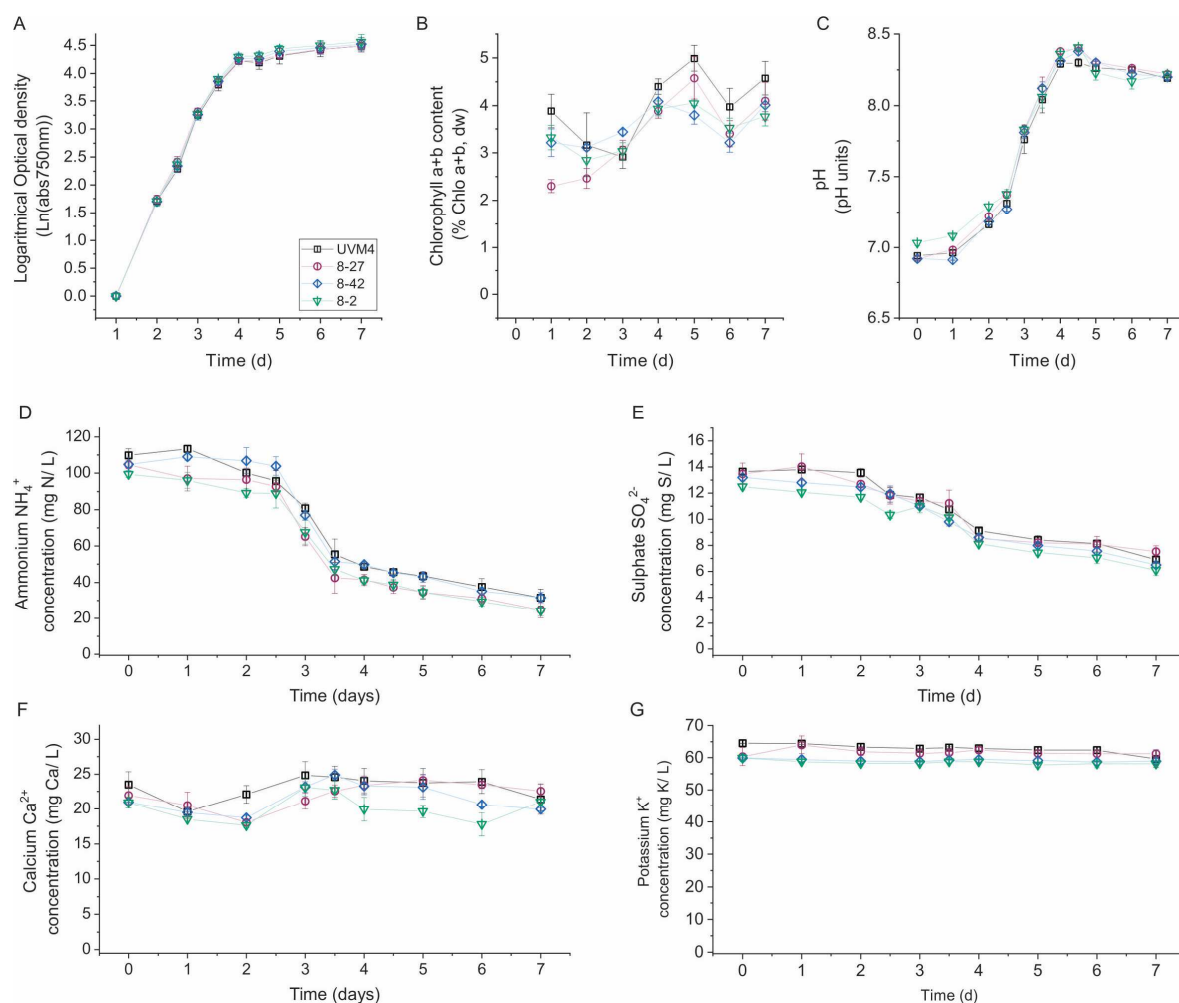 A
Logaritmical Optical density
(Ln(abs750nm))
4.5
4.0
3.5
3.0
2.5
2.0
1.5
1.0
0.5
0.0
UVM4
8-27
8-42
8-2
1 2 3 4 5 6 7
Time (d)
B
Chlorophyll a+b content
(% Chlo a+b, dw)
5
4
3
2
1
0
0 1 2 3 4 5 6 7
Time (d)
C
pH
(pH units)
8.5
8.0
7.5
7.0
6.5
0 1 2 3 4 5 6 7
Time (d)
D
Ammonium NH₄⁺
concentration (mg N/ L)
120
100
80
60
40
20
0
0 1 2 3 4 5 6 7
Time (days)
E
Sulphate SO₄²⁻
concentration (mg S/ L)
16
14
12
10
8
6
4
2
0
0 1 2 3 4 5 6 7
Time (d)
F
Calcium Ca²⁺
concentration (mg Ca/ L)
30
25
20
15
10
5
0
0 1 2 3 4 5 6 7
Time (days)
G
Potassium K⁺
concentration (mg K/ L)
70
60
50
40
30
20
10
0
0 1 2 3 4 5 6 7
Time (d)